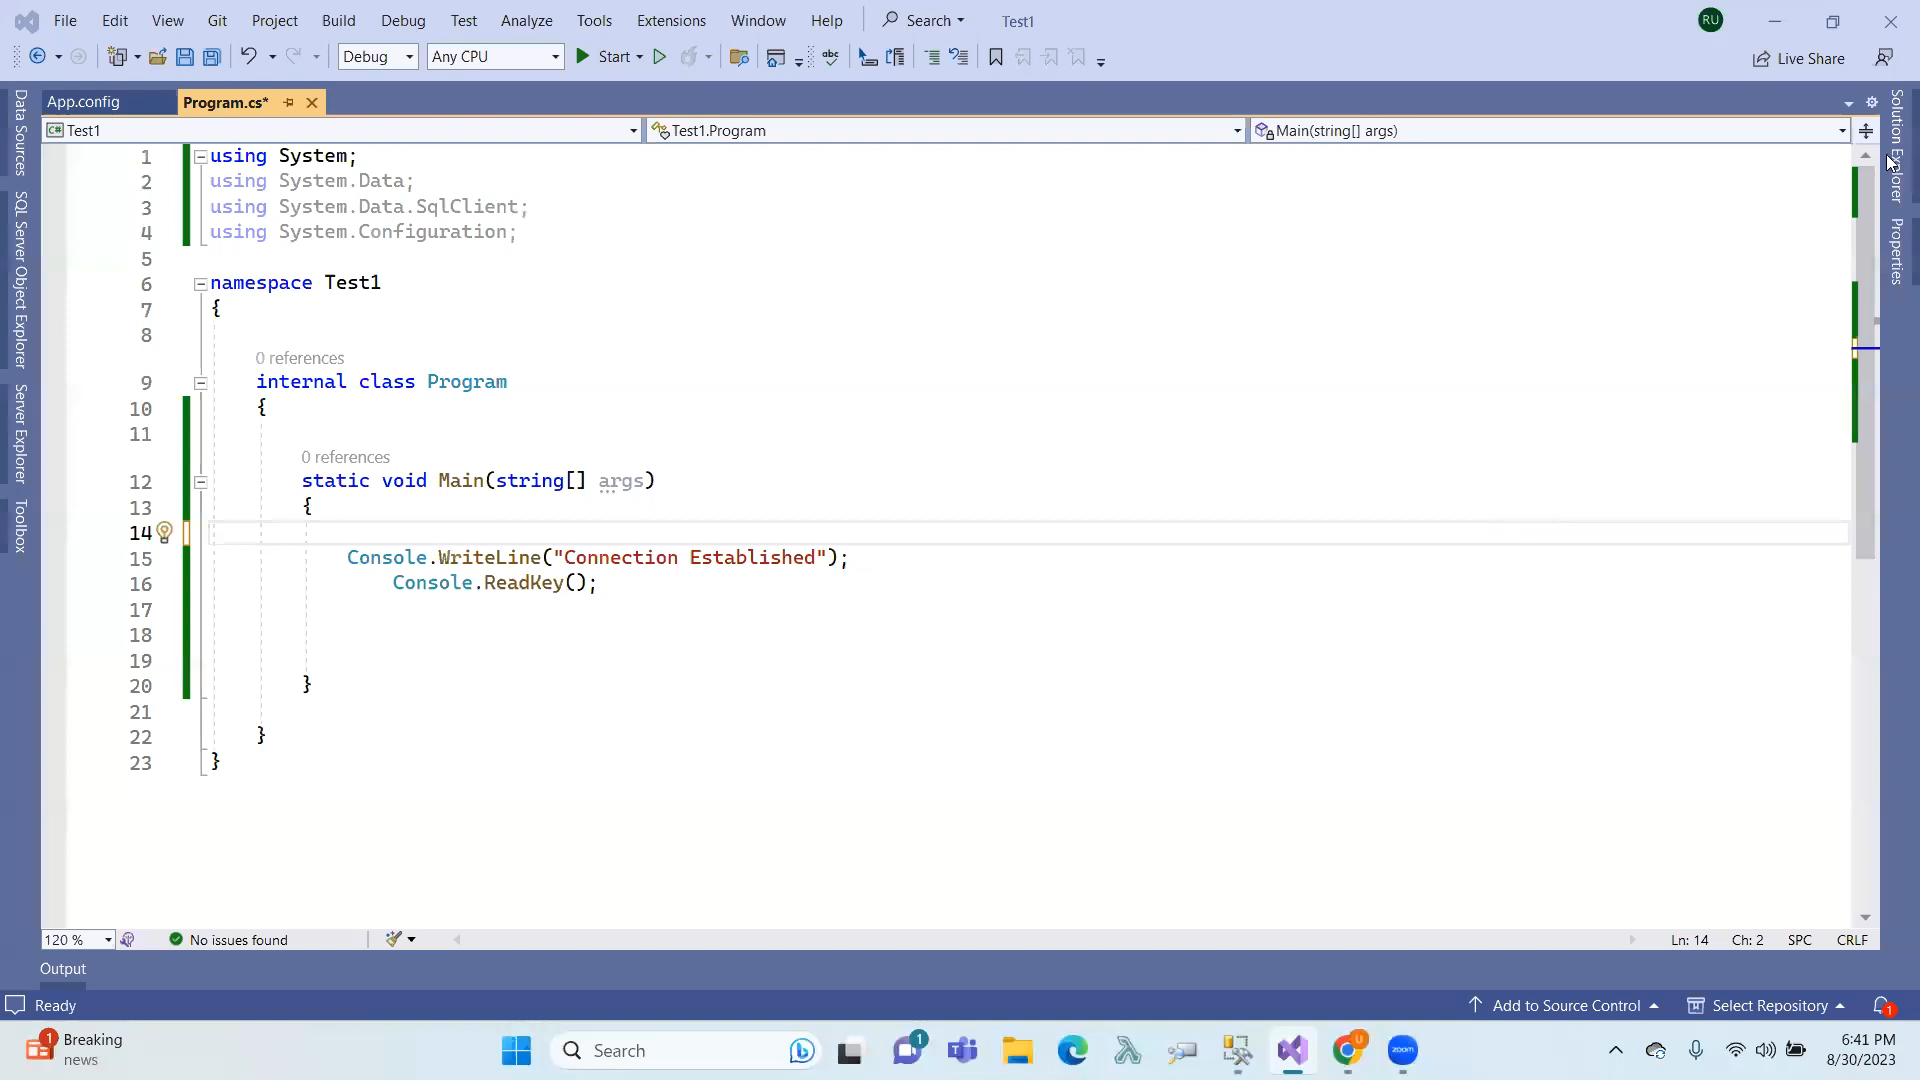 File Edit View Git Project Build Debug Test Analyze Tools Extensions Window Help Search Test1 RU
Debug Any CPU Start Live Share
App.config Program.cs*
Test1 Test1.Program Main(string[] args)
Data Sources
SQL Server Object Explorer
Server Explorer
Toolbox
1 using System;
2 using System.Data;
3 using System.Data.SqlClient;
4 using System.Configuration;
5
6 namespace Test1
7 {
8
0 references
9 internal class Program
10 {
11
0 references
12 static void Main(string[] args)
13 {
14
15 Console.WriteLine("Connection Established");
16 Console.ReadKey();
17
18
19
20 }
21
22 }
23 }
Solution Explorer
Properties
120 % No issues found Ln: 14 Ch: 2 SPC CRLF
Output
Ready Add to Source Control Select Repository 1
1 Breaking
news
Search
1
U
zoom
6:41 PM
8/30/2023